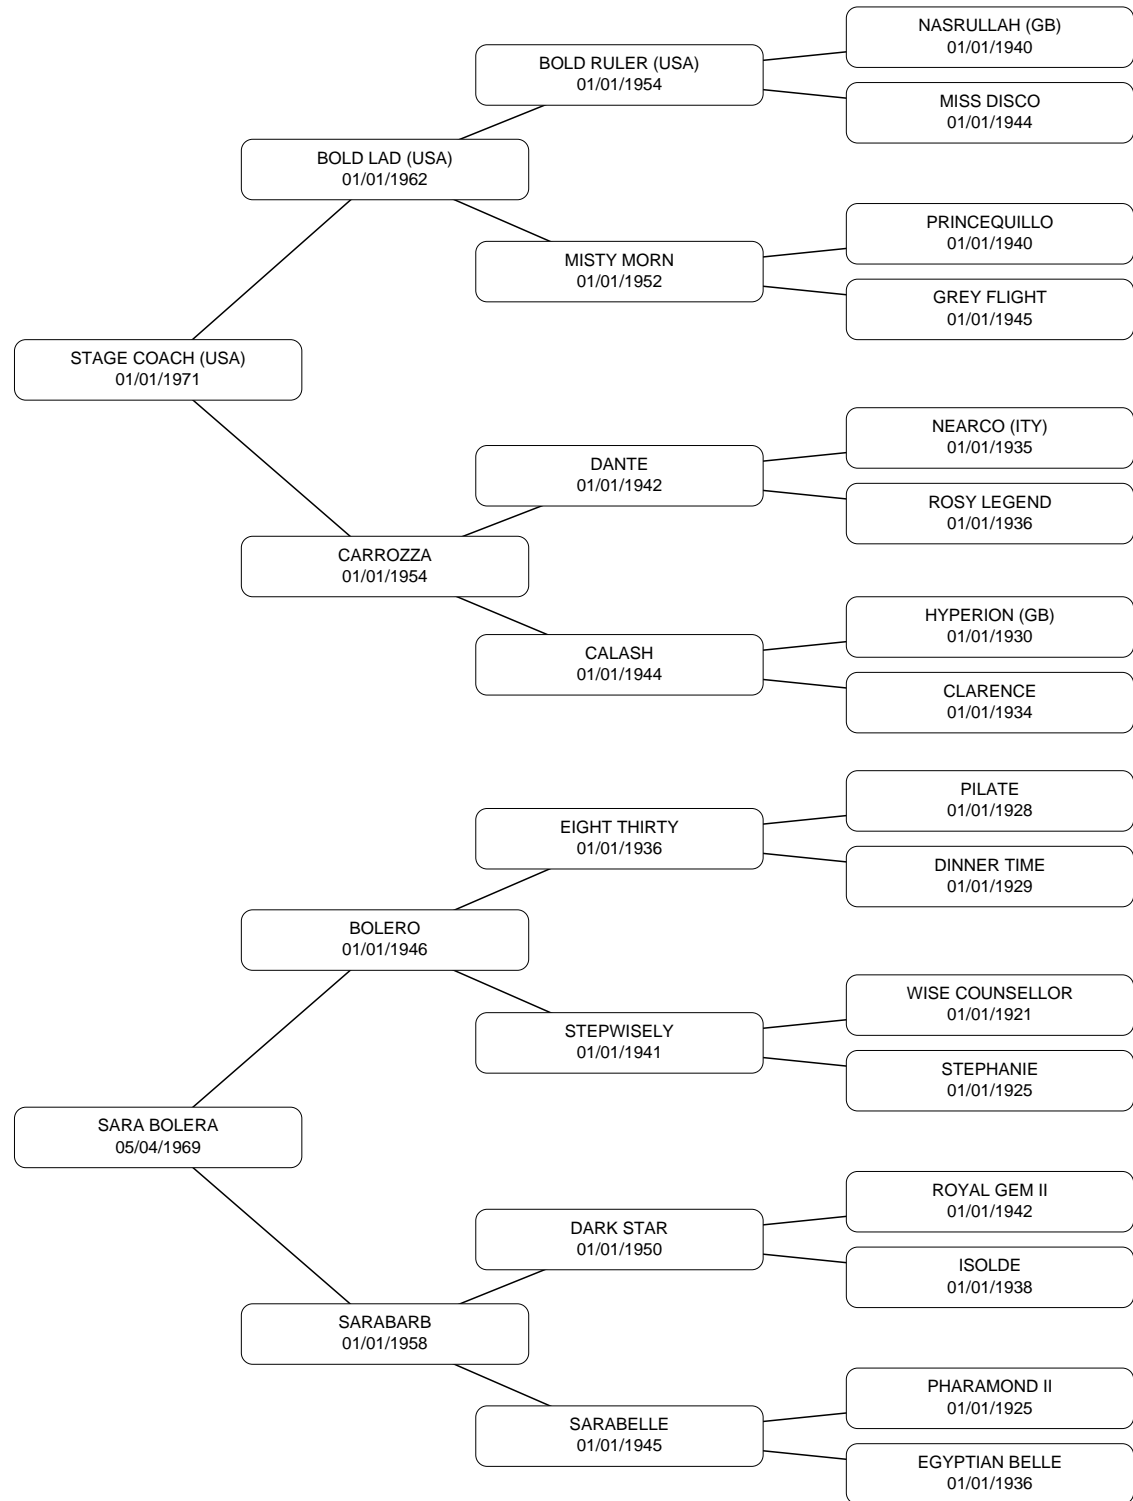 NASRULLAH (GB)
01/01/1940
BOLD RULER (USA)
01/01/1954
MISS DISCO
01/01/1944
BOLD LAD (USA)
01/01/1962
PRINCEQUILLO
01/01/1940
MISTY MORN
01/01/1952
GREY FLIGHT
01/01/1945
STAGE COACH (USA)
01/01/1971
NEARCO (ITY)
01/01/1935
DANTE
01/01/1942
ROSY LEGEND
01/01/1936
CARROZZA
01/01/1954
HYPERION (GB)
01/01/1930
CALASH
01/01/1944
CLARENCE
01/01/1934
PILATE
01/01/1928
EIGHT THIRTY
01/01/1936
DINNER TIME
01/01/1929
BOLERO
01/01/1946
WISE COUNSELLOR
01/01/1921
STEPWISELY
01/01/1941
STEPHANIE
01/01/1925
SARA BOLERA
05/04/1969
ROYAL GEM II
01/01/1942
DARK STAR
01/01/1950
ISOLDE
01/01/1938
SARABARB
01/01/1958
PHARAMOND II
01/01/1925
SARABELLE
01/01/1945
EGYPTIAN BELLE
01/01/1936